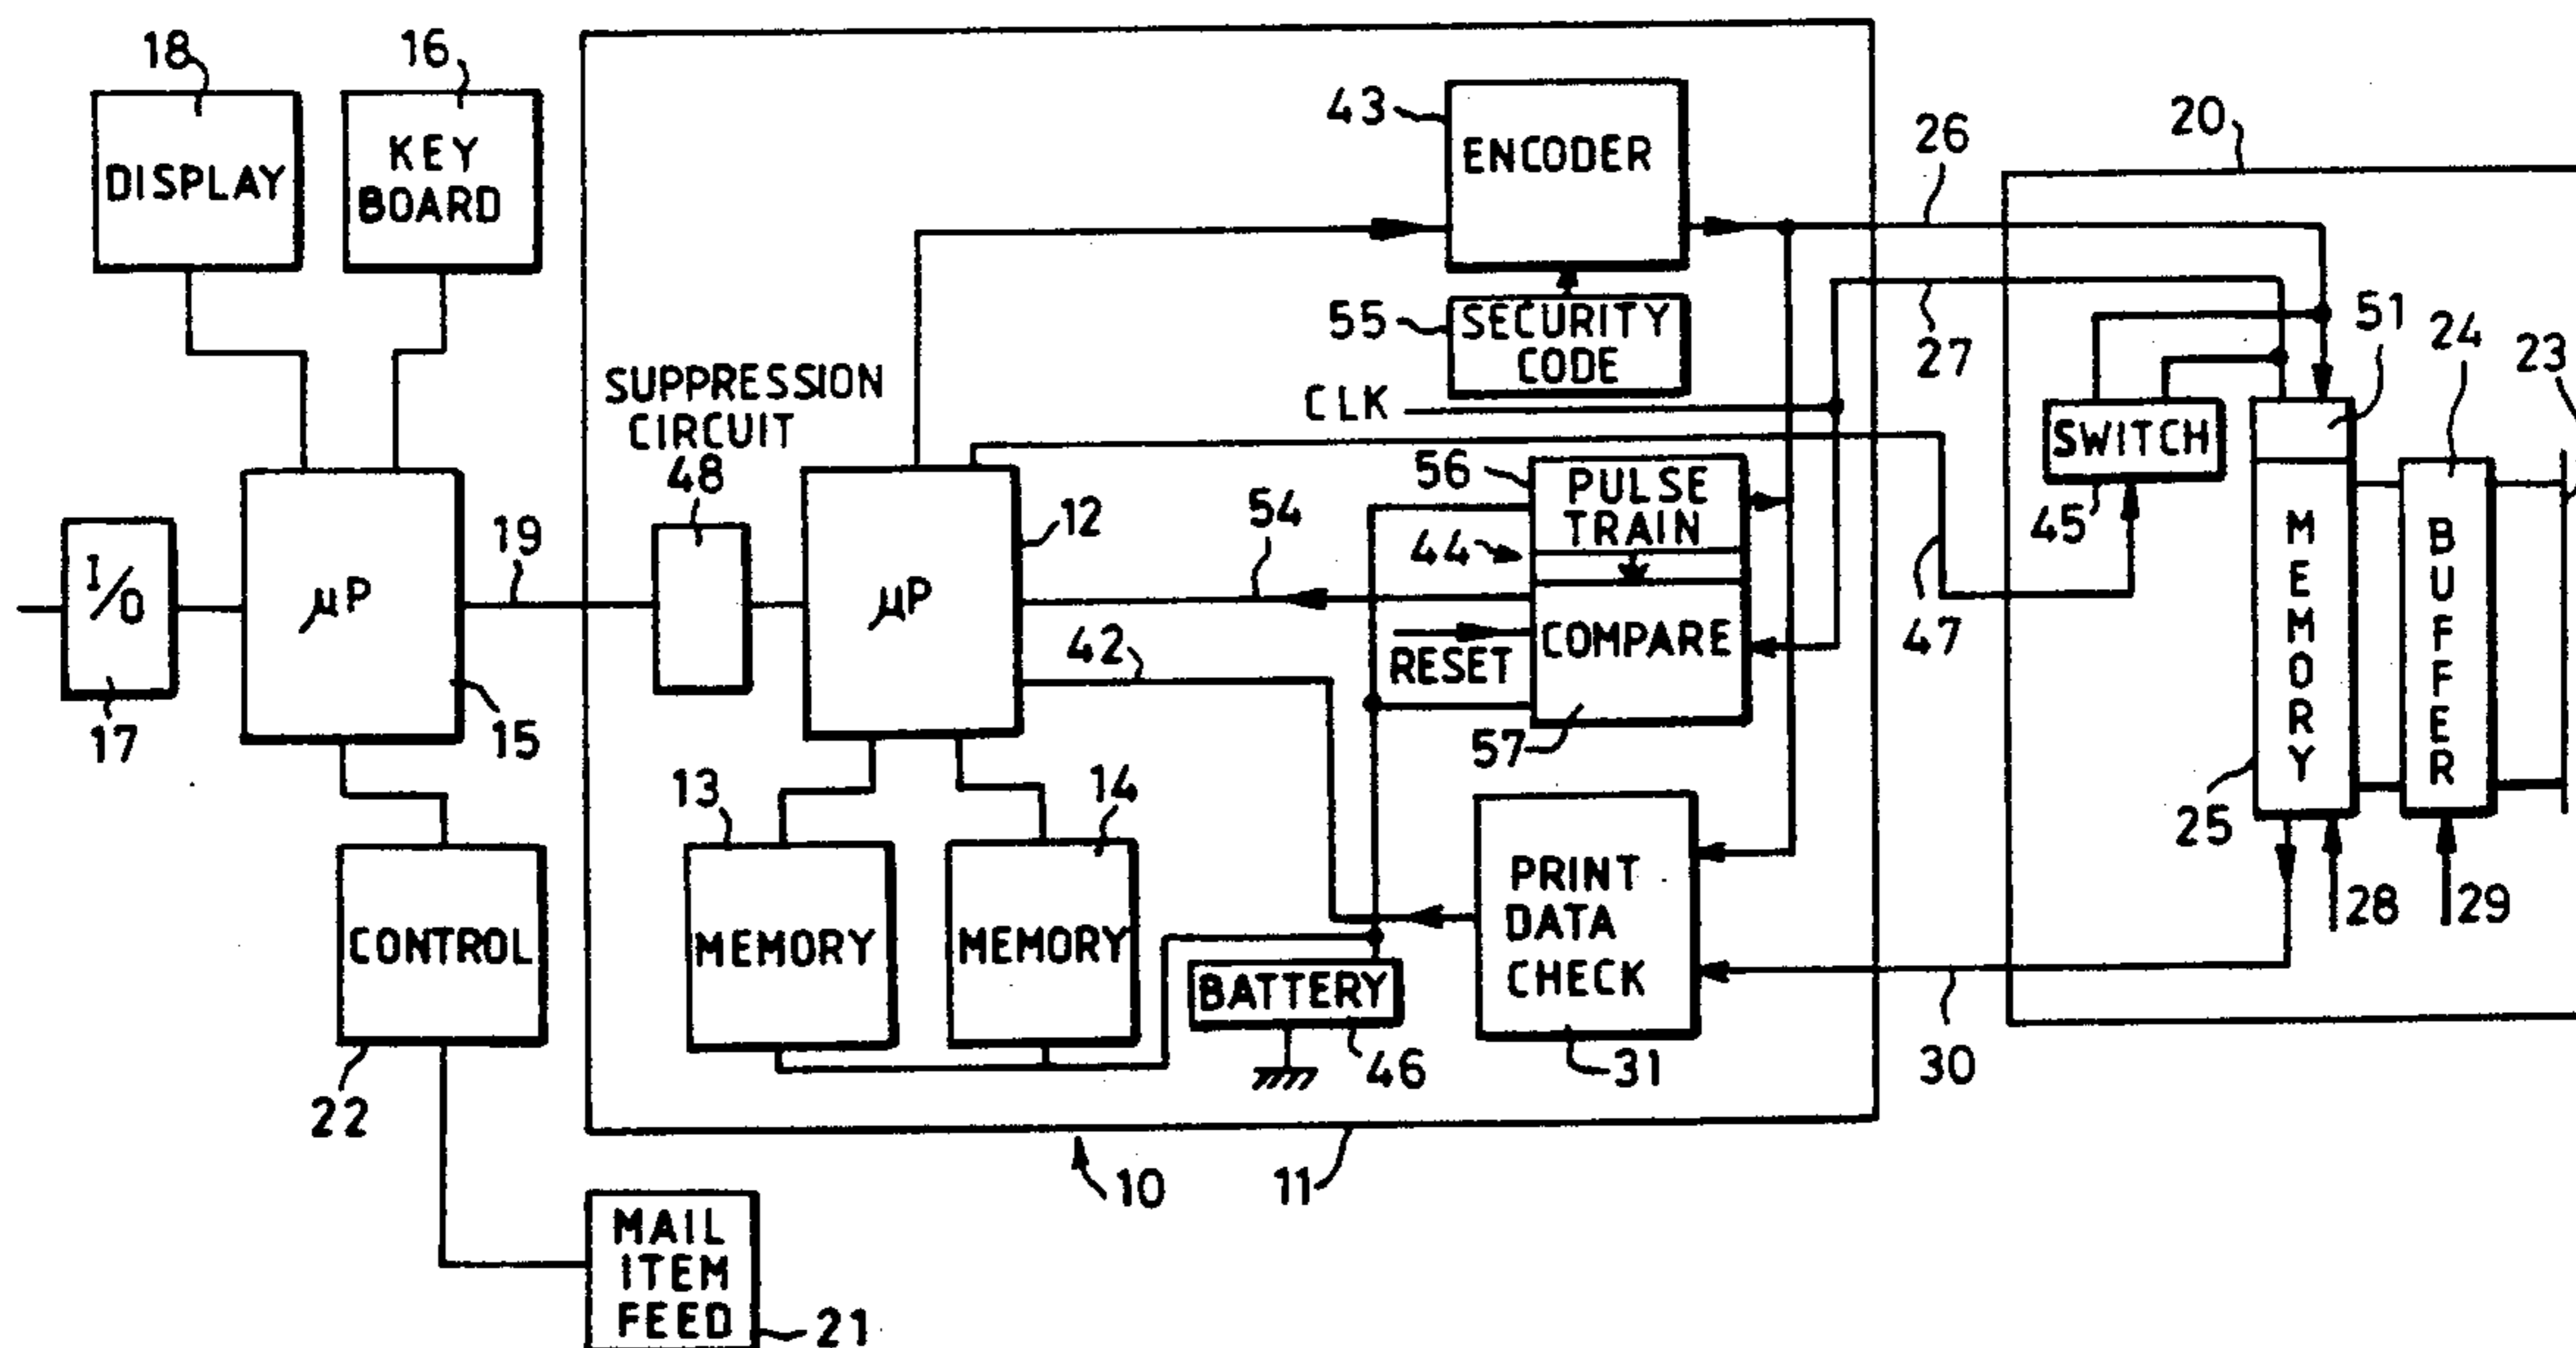 18
16
20
DISPLAY
KEY
BOARD
43
ENCODER
26
55
SECURITY
CODE
27
51
24
23
SUPPRESSION
CIRCUIT
48
CLK
SWITCH
45
56
PULSE
TRAIN
I/O
17
μP
15
19
μP
12
54
44
42
RESET
COMPARE
57
47
MEMORY
25
BUFFER
28
29
13
14
CONTROL
22
MEMORY
MEMORY
BATTERY
46
PRINT
DATA
CHECK
31
30
10
11
MAIL
ITEM
FEED
21